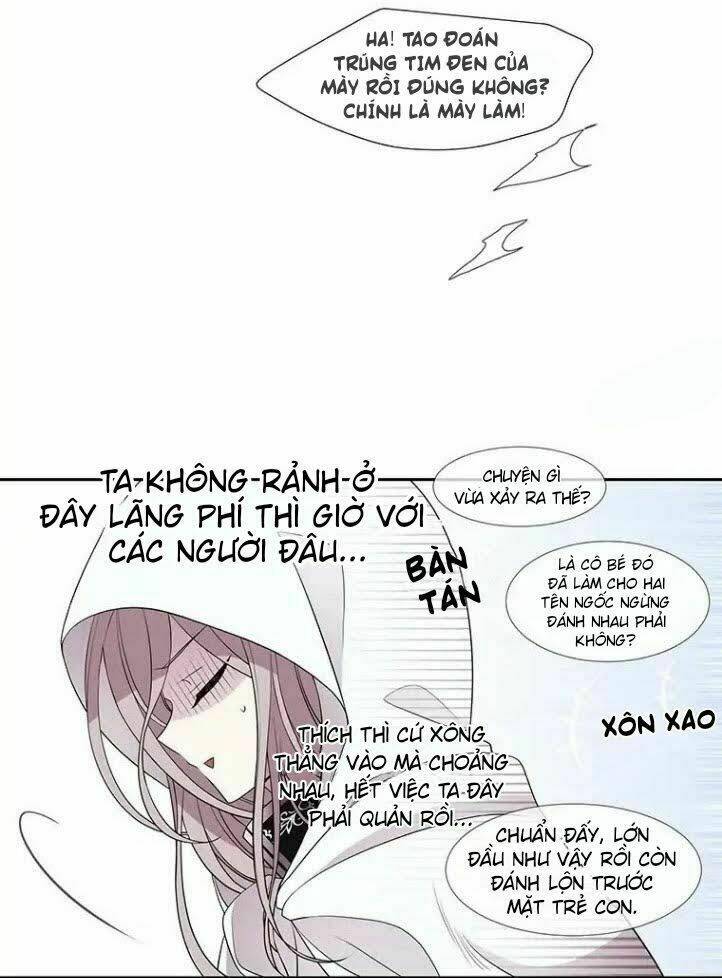 HA! TAO ĐOÁN
TRÚNG TIM ĐEN CỦA
MÀY RỒI ĐÚNG KHÔNG?
CHÍNH LÀ MÀY LÀM!
TA-KHÔNG-RẢNH-Ở
ĐÂY LÃNG PHÍ THÌ GIỜ VỚI
CÁC NGƯỜI ĐÂU...
CHUYỆN GÌ
VỪA XẢY RA THẾ?
BÀN
TÁN
LÀ CÔ BÉ ĐÓ
ĐÃ LÀM CHO HAI
TÊN NGỐC NGỪNG
ĐÁNH NHAU PHẢI
KHÔNG?
XÔN XAO
THÍCH THÌ CỨ XÔNG
THẲNG VÀO MÀ CHOẢNG
NHAU, HẾT VIỆC TA ĐÂY
PHẢI QUẢN RỒI...
CHUẨN ĐẤY, LỚN
ĐẦU NHƯ VẬY RỒI CÒN
ĐÁNH LỘN TRƯỚC
MẶT TRẺ CON.